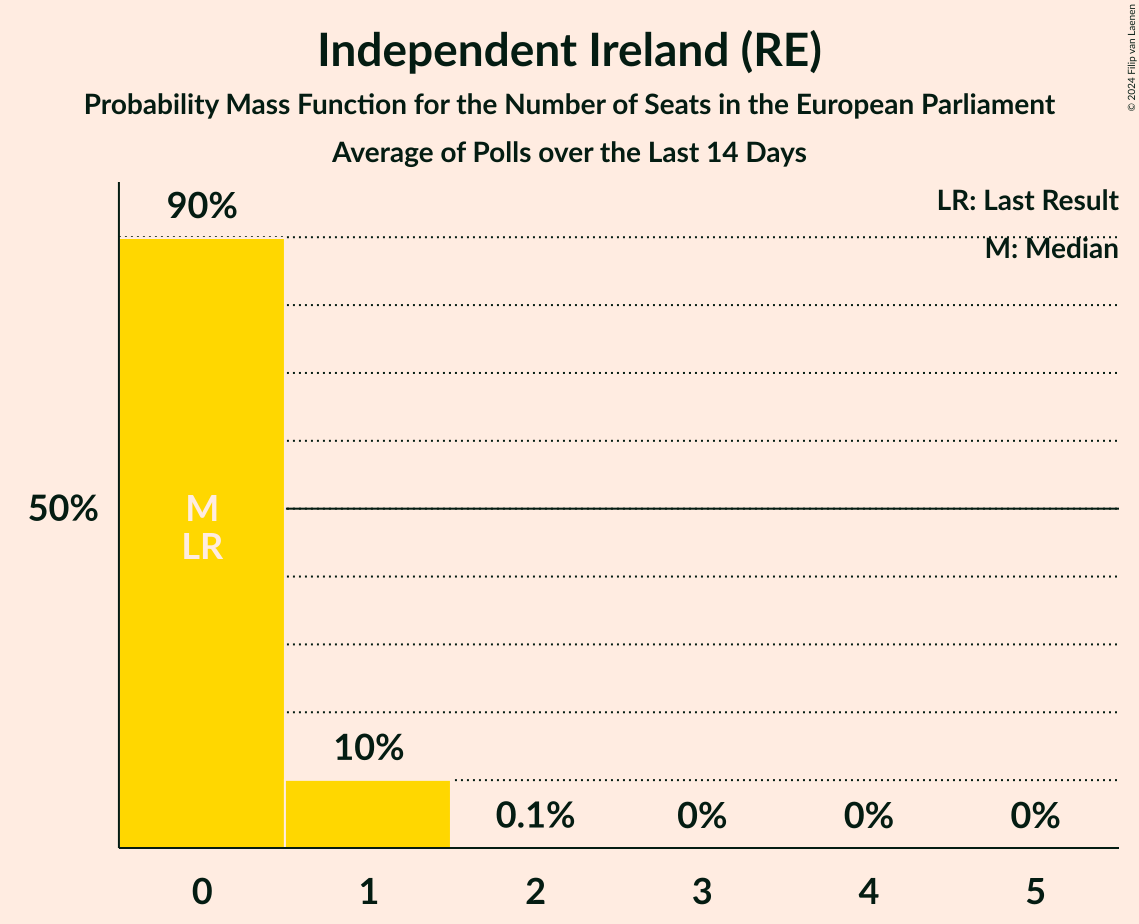 Independent Ireland (RE)
Probability Mass Function for the Number of Seats in the European Parliament
Average of Polls over the Last 14 Days
© 2024 Filip van Laenen
LR: Last Result
M: Median
90%
50%
M
LR
10%
0.1%
0%
0%
0%
0
1
2
3
4
5